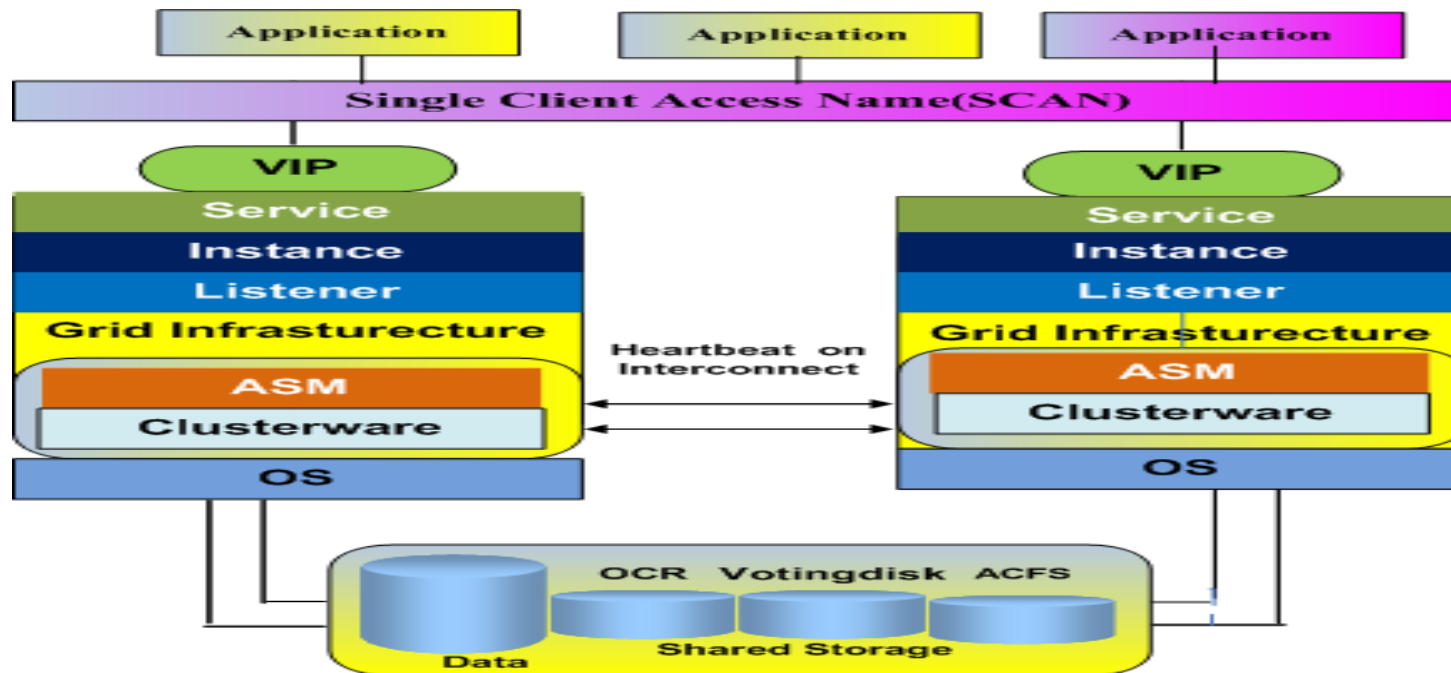 Application
Application
Application
Single Client Access Name(SCAN)
VIP
Service
Instance
Listener
Grid Infrasturecture
ASM
Clusterware
OS
Heartbeat on
Interconnect
VIP
Service
Instance
Listener
Grid Infrasturecture
ASM
Clusterware
OS
OCR Votingdisk ACFS
Shared Storage
Data